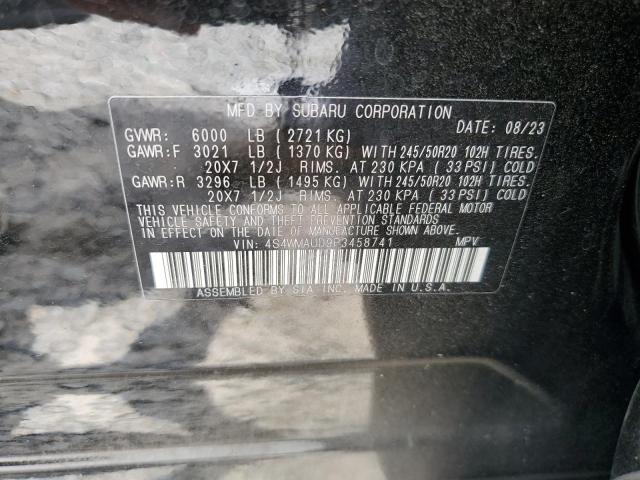 MFD BY SUBARU CORPORATION
DATE: 08/23
GVWR: 6000 LB ( 2721 KG )
GAWR:F 3021 LB ( 1370 KG) WITH 245/50R20 102H TIRES.
20X7 1/2J RIMS. AT 230 KPA ( 33 PSI) COLD
GAWR:R 3296 LB ( 1495 KG) WITH 245/50R20 102H TIRES.
20X7 1/2J RIMS. AT 230 KPA ( 33 PSI) COLD
THIS VEHICLE CONFORMS TO ALL APPLICABLE FEDERAL MOTOR
VEHICLE SAFETY AND THEFT PREVENTION STANDARDS
IN EFFECT ON THE DATE OF MANUFACTURE SHOWN ABOVE.
VIN: 4S4WMAUD9P3458741 MPV
ASSEMBLED BY SIA INC. MADE IN U.S.A.